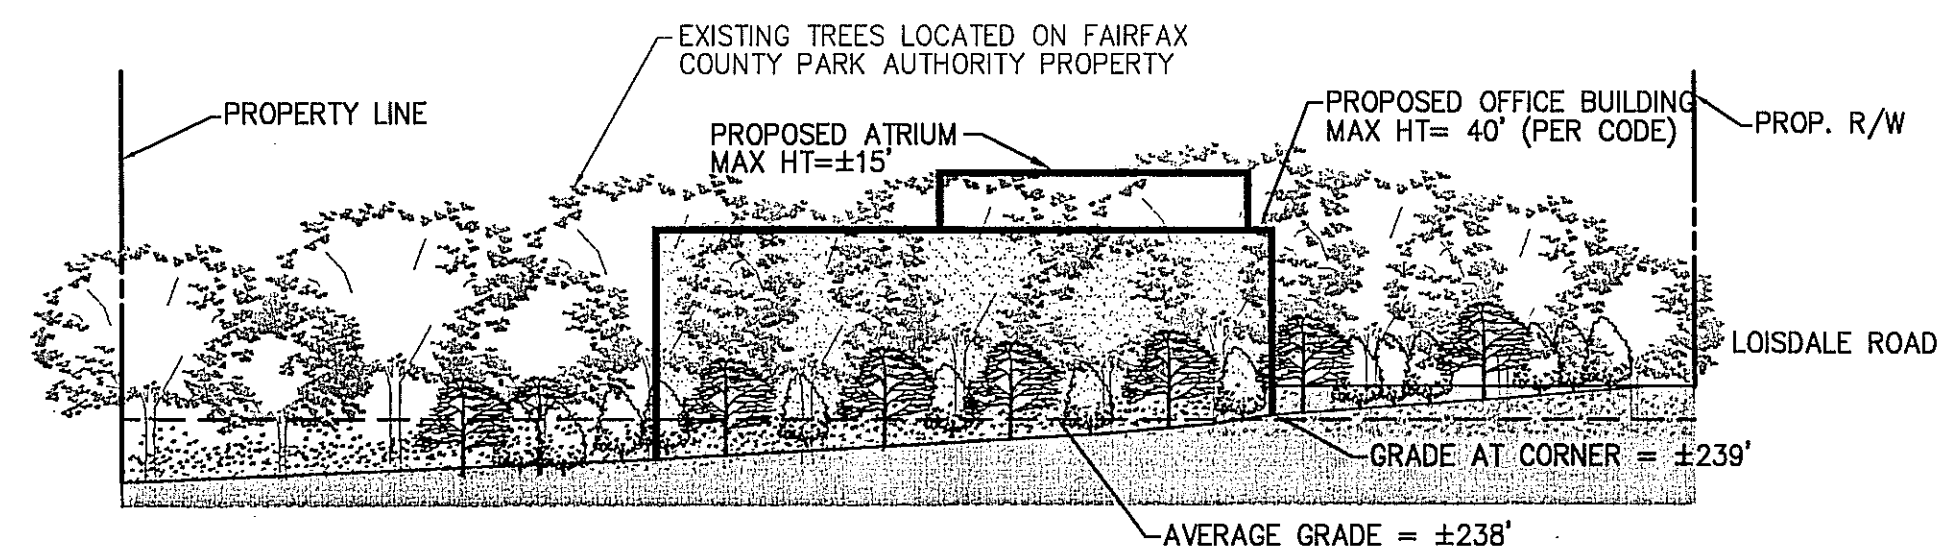 EXISTING TREES LOCATED ON FAIRFAX
COUNTY PARK AUTHORITY PROPERTY
PROPERTY LINE
PROPOSED ATRIUM
MAX HT=±15'
PROPOSED OFFICE BUILDING
MAX HT= 40' (PER CODE)
PROP. R/W
LOISDALE ROAD
GRADE AT CORNER = ±239'
AVERAGE GRADE = ±238'